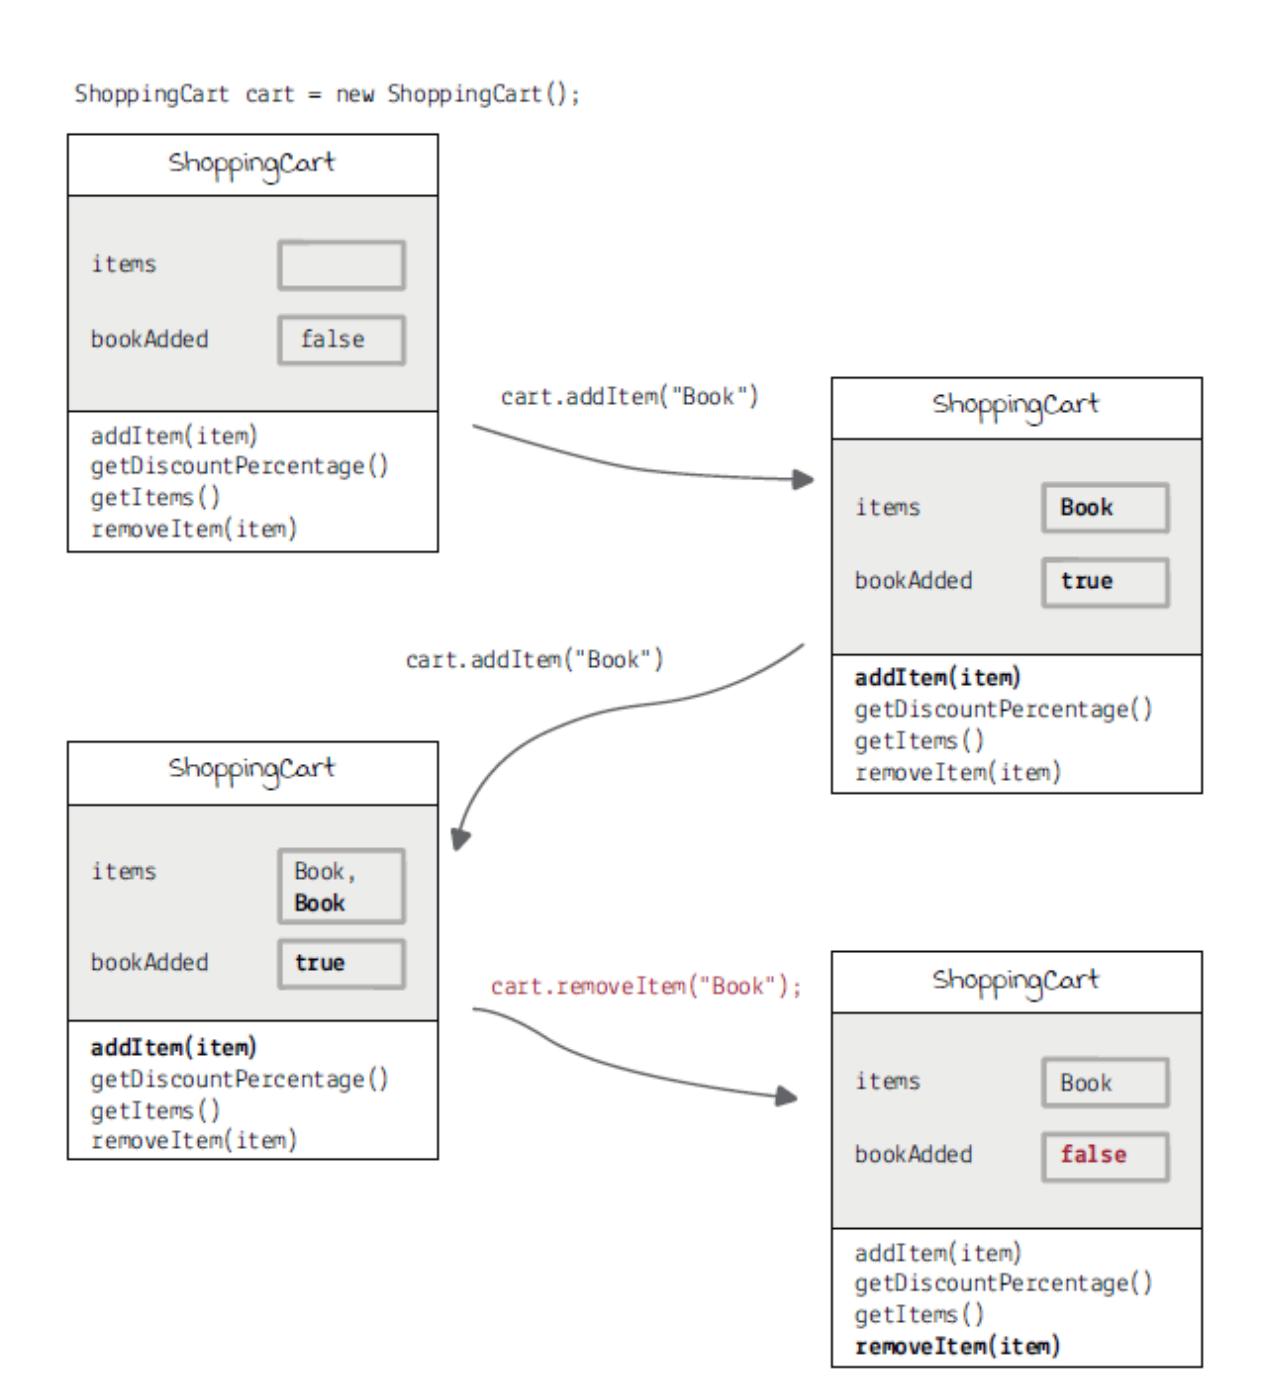 ShoppingCart cart = new ShoppingCart();
ShoppingCart
items
bookAdded false
addItem(item)
getDiscountPercentage()
getItems()
removeItem(item)
cart.addItem("Book")
ShoppingCart
items Book
bookAdded true
addItem(item)
getDiscountPercentage()
getItems()
removeItem(item)
cart.addItem("Book")
ShoppingCart
items Book,
Book
bookAdded true
addItem(item)
getDiscountPercentage()
getItems()
removeItem(item)
cart.removeItem("Book");
ShoppingCart
items Book
bookAdded false
addItem(item)
getDiscountPercentage()
getItems()
removeItem(item)